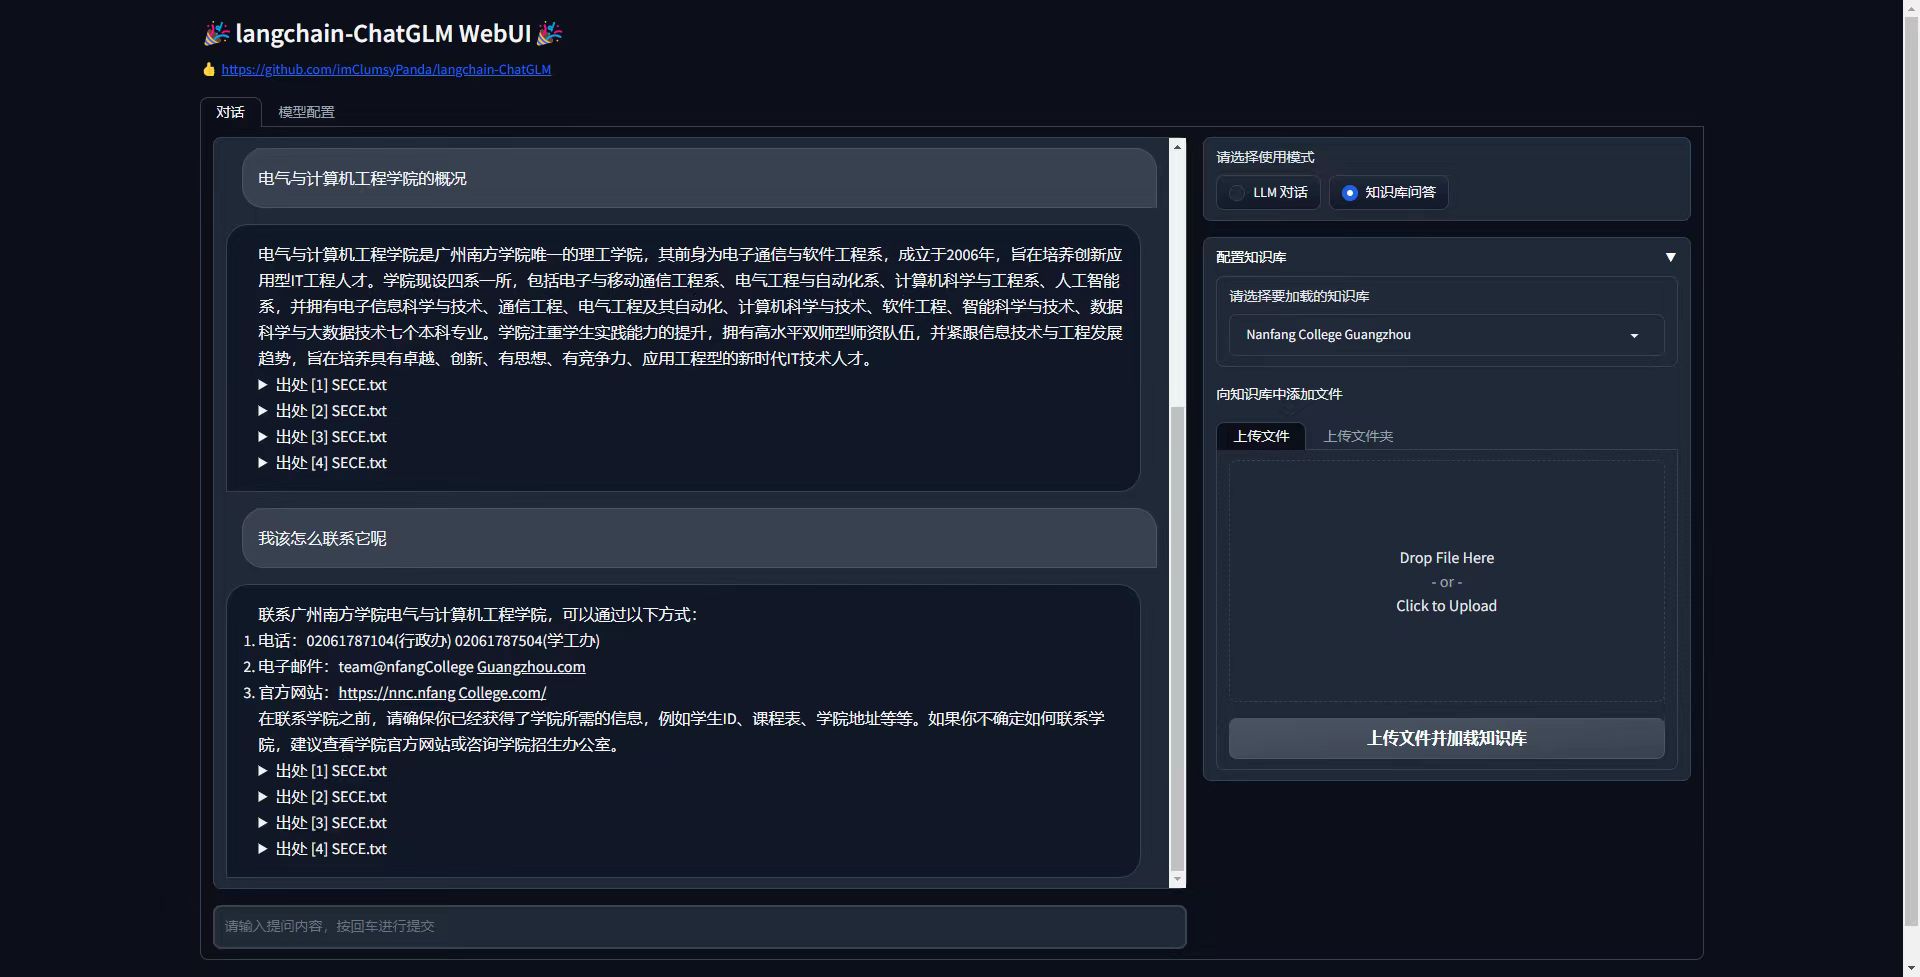 🎉 langchain-ChatGLM WebUI 🎉
👍 https://github.com/imClumsyPanda/langchain-ChatGLM
对话
模型配置
电气与计算机工程学院的概况
电气与计算机工程学院是广州南方学院唯一的理工学院，其前身为电子通信与软件工程系，成立于2006年，旨在培养创新应
用型IT工程人才。学院现设四系一所，包括电子与移动通信工程系、电气工程与自动化系、计算机科学与工程系、人工智能
系，并拥有电子信息科学与技术、通信工程、电气工程及其自动化、计算机科学与技术、软件工程、智能科学与技术、数据
科学与大数据技术七个本科专业。学院注重学生实践能力的提升，拥有高水平双师型师资队伍，并紧跟信息技术与工程发展
趋势，旨在培养具有卓越、创新、有思想、有竞争力、应用工程型的新时代IT技术人才。
▶ 出处 [1] SECE.txt
▶ 出处 [2] SECE.txt
▶ 出处 [3] SECE.txt
▶ 出处 [4] SECE.txt
我该怎么联系它呢
联系广州南方学院电气与计算机工程学院，可以通过以下方式：
1. 电话：02061787104(行政办) 02061787504(学工办)
2. 电子邮件：team@nfangCollege Guangzhou.com
3. 官方网站：https://nnc.nfang College.com/
在联系学院之前，请确保你已经获得了学院所需的信息，例如学生ID、课程表、学院地址等等。如果你不确定如何联系学
院，建议查看学院官方网站或咨询学院招生办公室。
▶ 出处 [1] SECE.txt
▶ 出处 [2] SECE.txt
▶ 出处 [3] SECE.txt
▶ 出处 [4] SECE.txt
请输入提问内容，按回车进行提交
请选择使用模式
LLM 对话
知识库问答
配置知识库
▼
请选择要加载的知识库
Nanfang College Guangzhou
向知识库中添加文件
上传文件
上传文件夹
Drop File Here
- or -
Click to Upload
上传文件并加载知识库